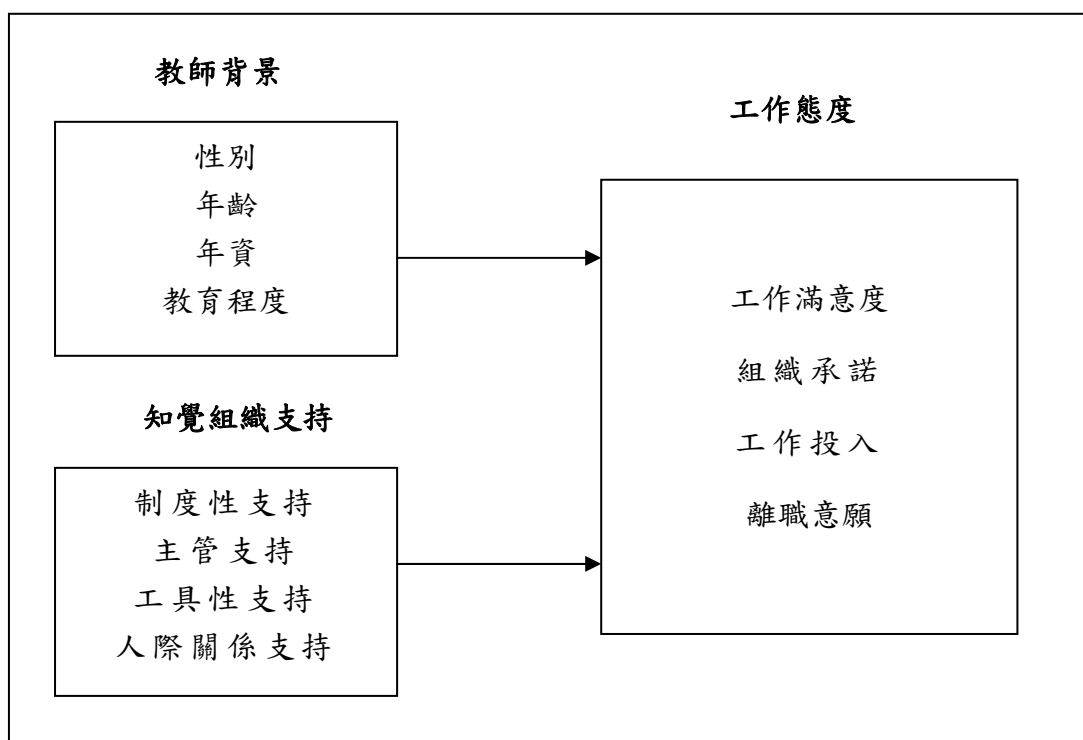 教師背景
性別
年齡
年資
教育程度
知覺組織支持
制度性支持
主管支持
工具性支持
人際關係支持
工作態度
工作滿意度
組織承諾
工作投入
離職意願